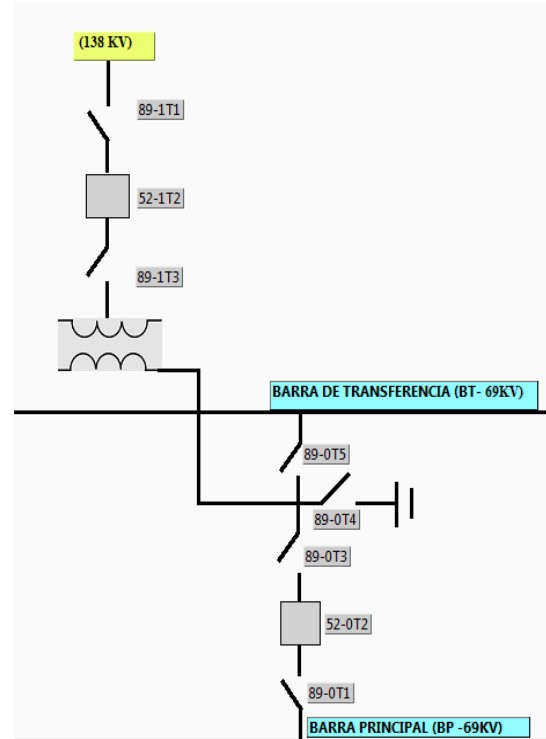 (138 KV)
89-1T1
52-1T2
89-1T3
BARRA DE TRANSFERENCIA (BT- 69KV)
89-0T5
89-0T4
89-0T3
52-0T2
89-0T1
BARRA PRINCIPAL (BP -69KV)